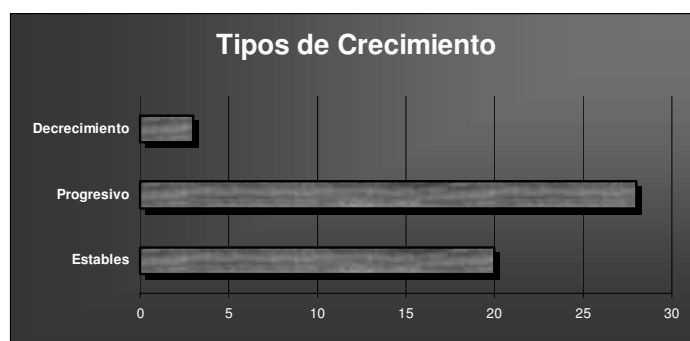 Tipos de Crecimiento
Decrecimiento
Progresivo
Estables
0 5 10 15 20 25 30